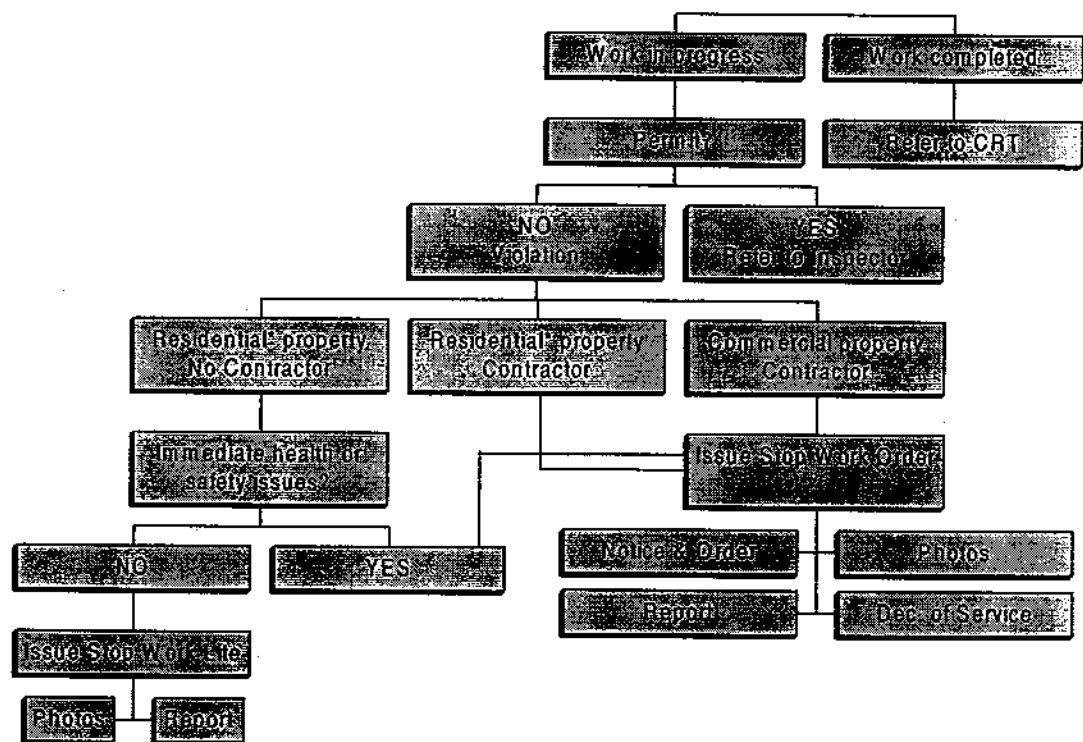 Work in progress
Work completed
Permit?
Refer to CRT
NO
Violation
YES
Refer to Inspector
Residential property,
No Contractor
Residential property
Contractor
Commercial property,
Contractor
Immediate health or
safety issues?
Issue Stop Work Order
NO
YES
Notice & Order
Photos
Report
Dec. of Service
Issue Stop Work Lite
Photos
Report